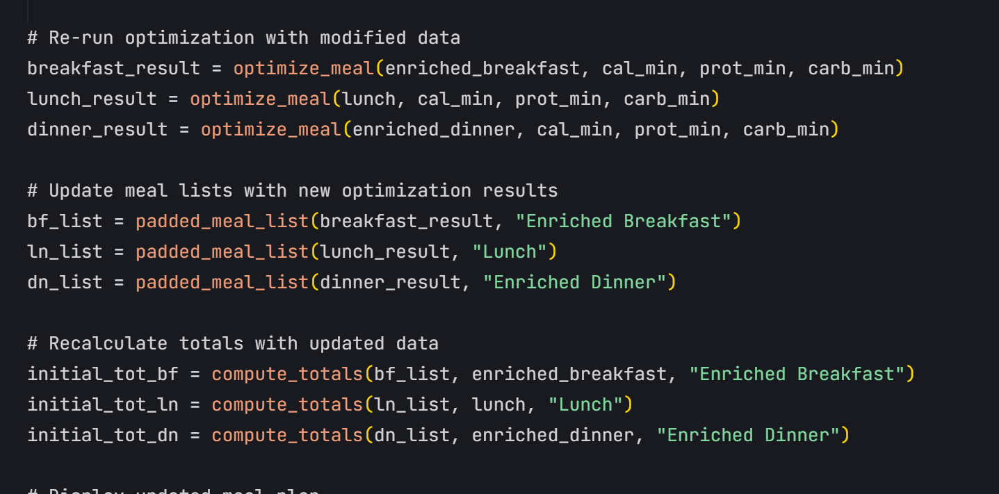 # Re-run optimization with modified data
breakfast_result = optimize_meal(enriched_breakfast, cal_min, prot_min, carb_min)
lunch_result = optimize_meal(lunch, cal_min, prot_min, carb_min)
dinner_result = optimize_meal(enriched_dinner, cal_min, prot_min, carb_min)
# Update meal lists with new optimization results
bf_list = padded_meal_list(breakfast_result, "Enriched Breakfast")
ln_list = padded_meal_list(lunch_result, "Lunch")
dn_list = padded_meal_list(dinner_result, "Enriched Dinner")
# Recalculate totals with updated data
initial_tot_bf = compute_totals(bf_list, enriched_breakfast, "Enriched Breakfast")
initial_tot_ln = compute_totals(ln_list, lunch, "Lunch")
initial_tot_dn = compute_totals(dn_list, enriched_dinner, "Enriched Dinner")
# Display updated meal plan